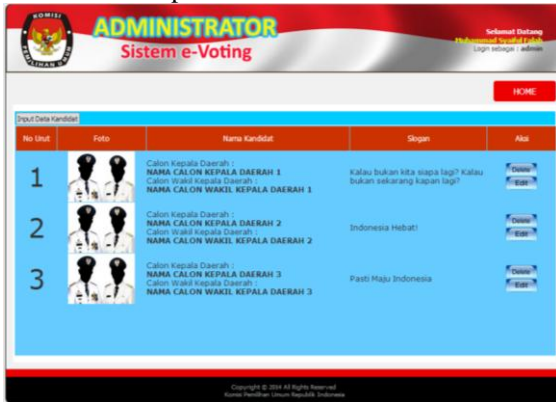 KOMISI
PEMILIHAN UMUM
ADMINISTRATOR
Sistem e-Voting
Selamat Datang
Muhammad Syaiful Falah
Login sebagai : admin
HOME
Input Data Kandidat
No Urut Foto Nama Kandidat Slogan Aksi
1
Calon Kepala Daerah :
NAMA CALON KEPALA DAERAH 1
Calon Wakil Kepala Daerah :
NAMA CALON WAKIL KEPALA DAERAH 1
Kalau bukan kita siapa lagi? Kalau
bukan sekarang kapan lagi?
Delete
Edit
2
Calon Kepala Daerah :
NAMA CALON KEPALA DAERAH 2
Calon Wakil Kepala Daerah :
NAMA CALON WAKIL KEPALA DAERAH 2
Indonesia Hebat!
Delete
Edit
3
Calon Kepala Daerah :
NAMA CALON KEPALA DAERAH 3
Calon Wakil Kepala Daerah :
NAMA CALON WAKIL KEPALA DAERAH 3
Pasti Maju Indonesia
Delete
Edit
Copyright © 2014 All Rights Reserved
Komisi Pemilihan Umum Republik Indonesia